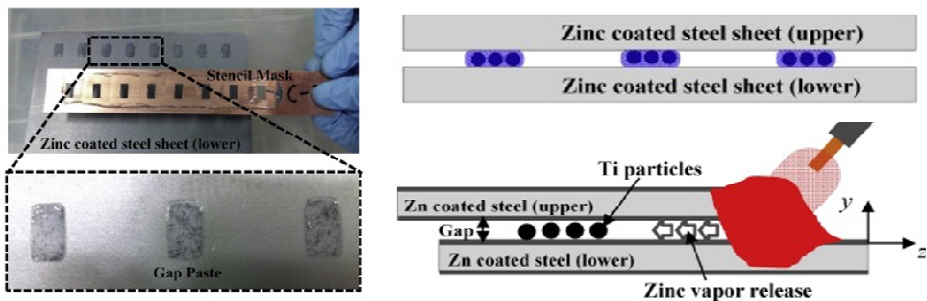 Stencil Mask
Zinc coated steel sheet (lower)
Gap Paste
Zinc coated steel sheet (upper)
Zinc coated steel sheet (lower)
Ti particles
Zn coated steel (upper)
Gap
Zn coated steel (lower)
Zinc vapor release
y
z